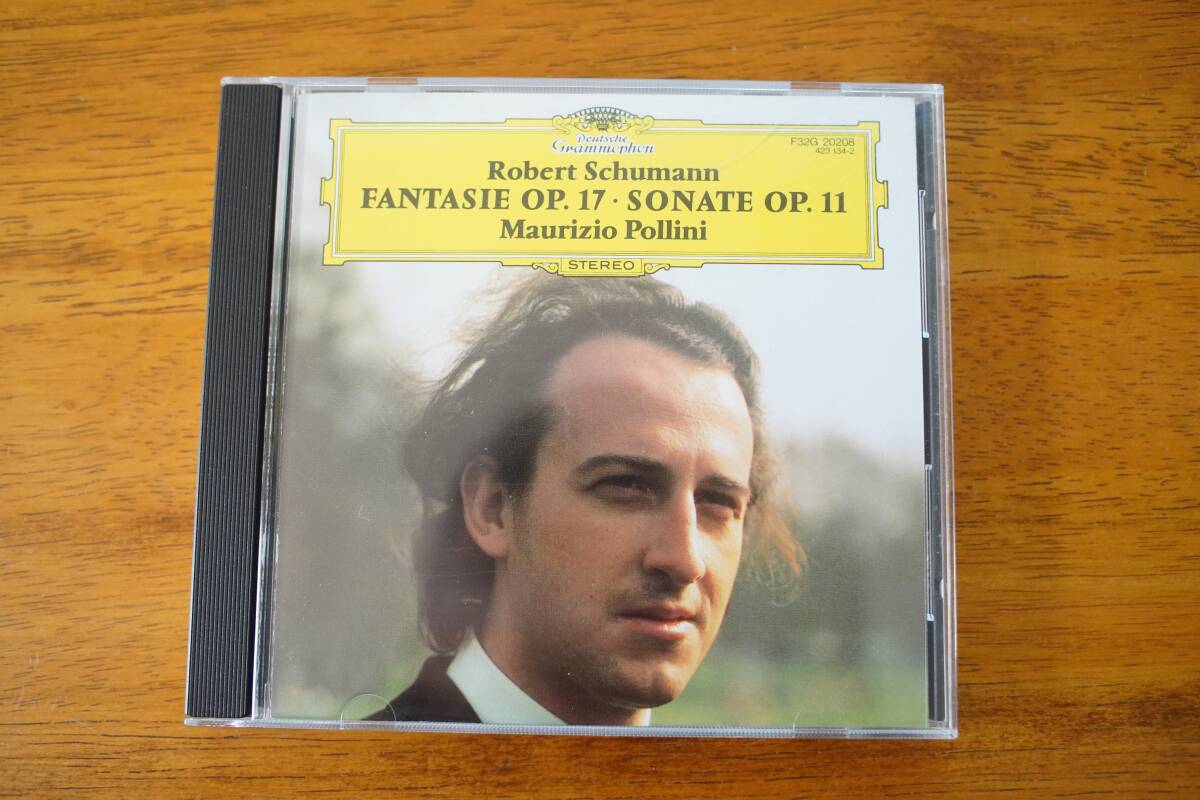 Deutsche
Grammophon
F32G 20208
423 134-2
Robert Schumann
FANTASIE OP. 17 · SONATE OP. 11
Maurizio Pollini
STEREO